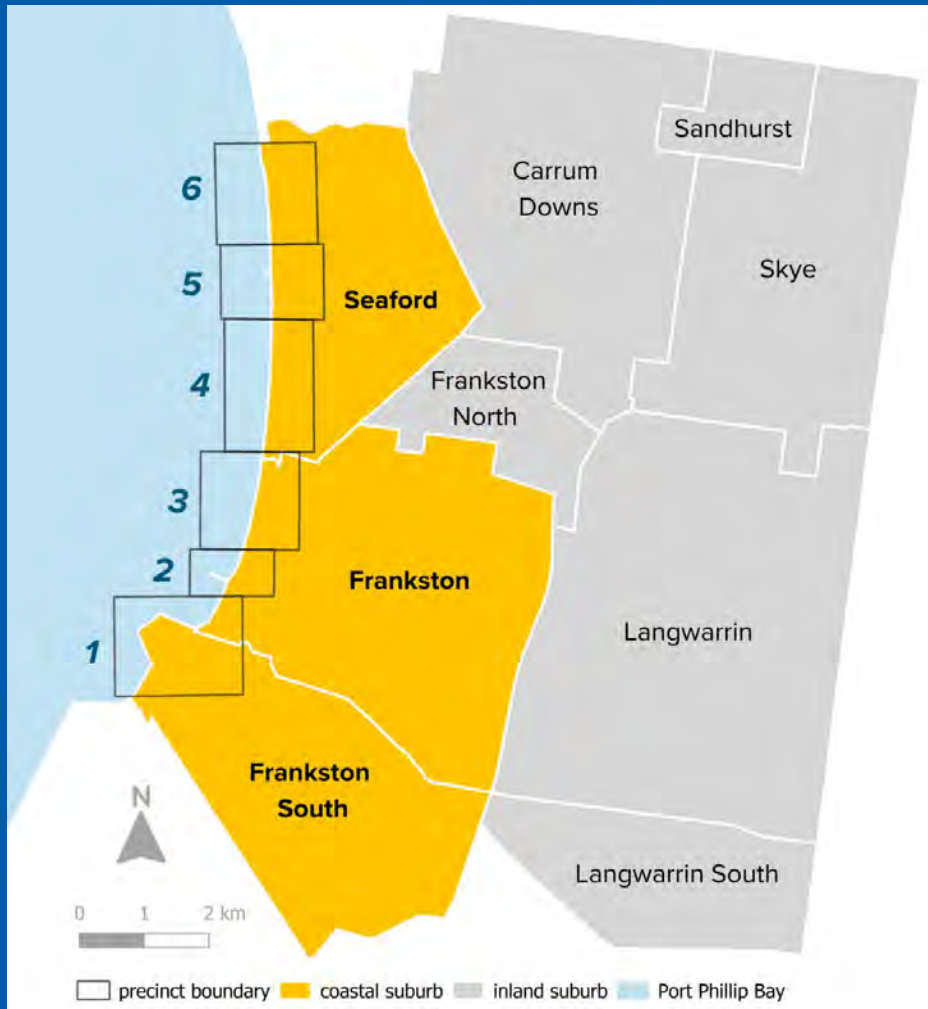 Sandhurst
6
Carrum
Downs
5
Skye
Seaford
4
Frankston
North
3
2
Frankston
1
Langwarrin
Frankston
South
N
Langwarrin South
0 1 2 km
precinct boundary coastal suburb inland suburb Port Phillip Bay